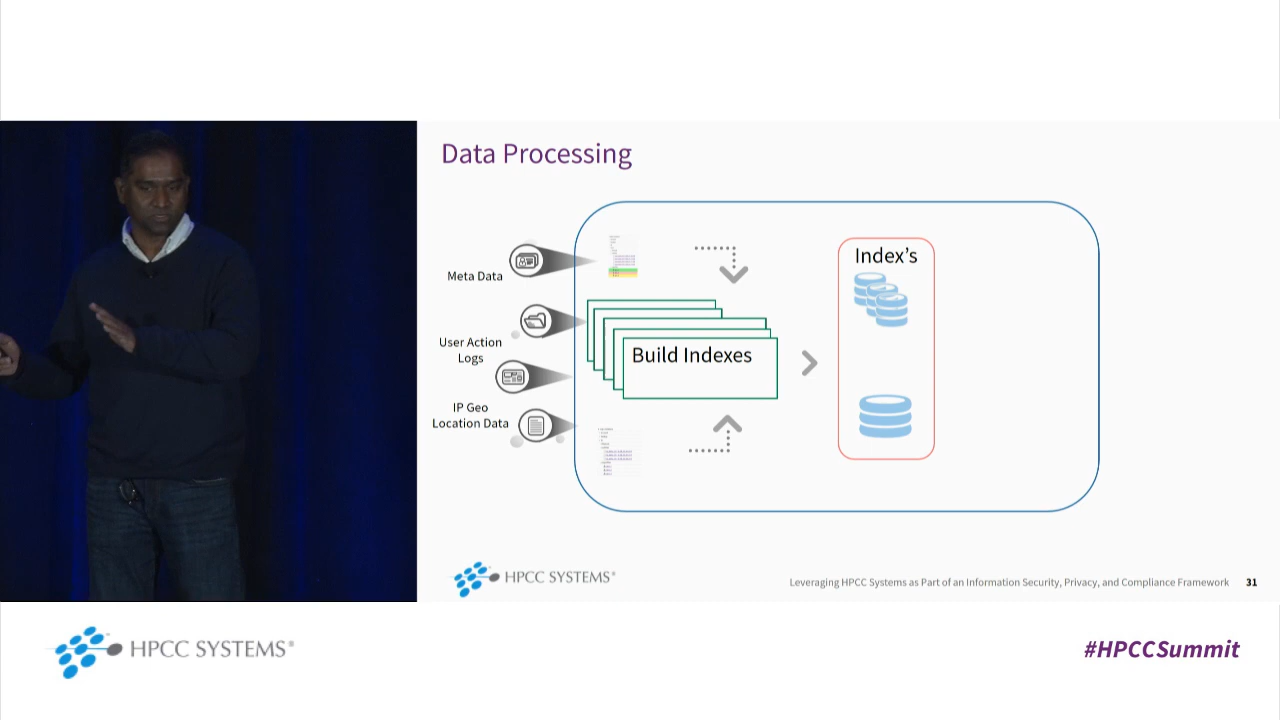 Data Processing
Meta Data
User Action
Logs
IP Geo
Location Data
Build Indexes
Index's
HPCC SYSTEMS®
Leveraging HPCC Systems as Part of an Information Security, Privacy, and Compliance Framework 31
HPCC SYSTEMS®
#HPCCSummit